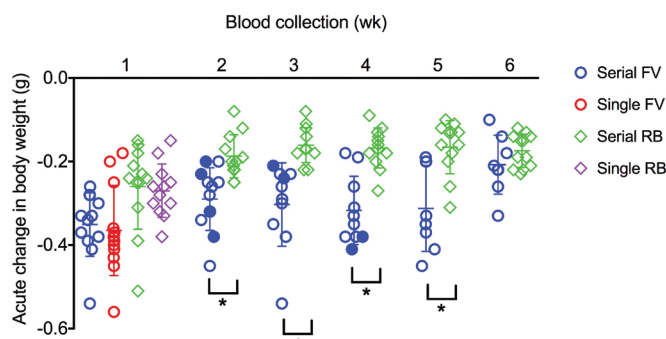 Blood collection (wk)
1 2 3 4 5 6
Acute change in body weight (g)
0.0
-0.2
-0.4
-0.6
Serial FV
Single FV
Serial RB
Single RB
* * *